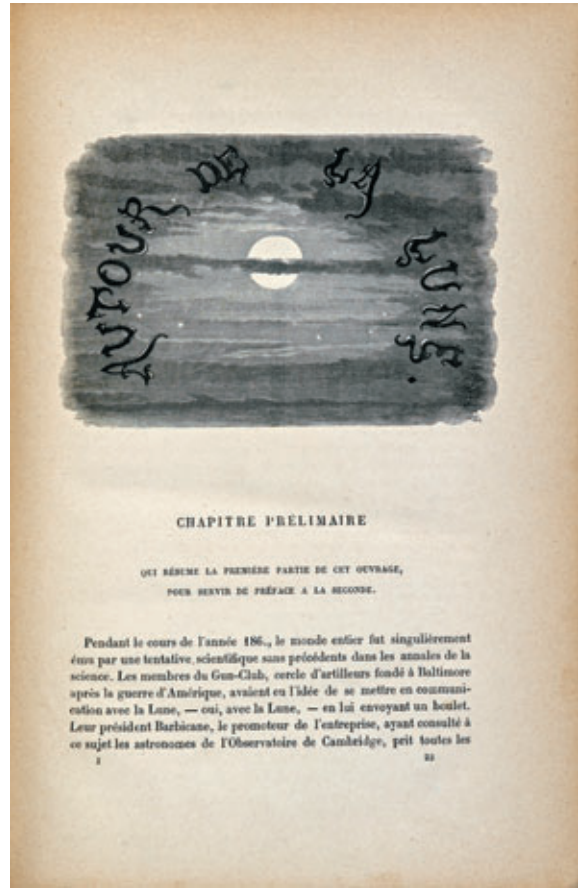 AUTOUR DE LA LUNE.
CHAPITRE PRÉLIMAIRE
QUI RÉSUME LA PREMIÈRE PARTIE DE CET OUVRAGE,
POUR SERVIR DE PRÉFACE A LA SECONDE.
Pendant le cours de l'année 186., le monde entier fut singulièrement
ému par une tentative scientifique sans précédents dans les annales de la
science. Les membres du Gun-Club, cercle d'artilleurs fondé à Baltimore
après la guerre d'Amérique, avaient eu l'idée de se mettre en communi-
cation avec la Lune, — oui, avec la Lune, — en lui envoyant un boulet.
Leur président Barbicane, le promoteur de l'entreprise, ayant consulté à
ce sujet les astronomes de l'Observatoire de Cambridge, prit toutes les